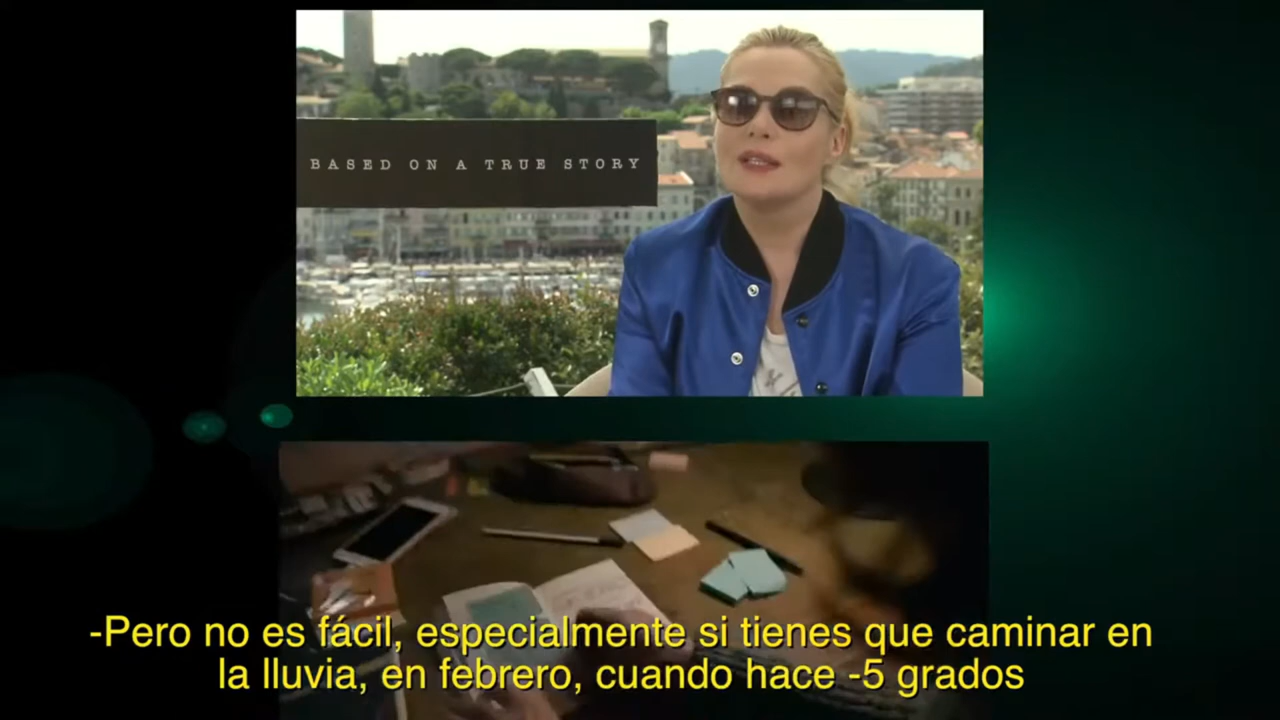 BASED ON A TRUE STORY
-Pero no es fácil, especialmente si tienes que caminar en
la lluvia, en febrero, cuando hace -5 grados